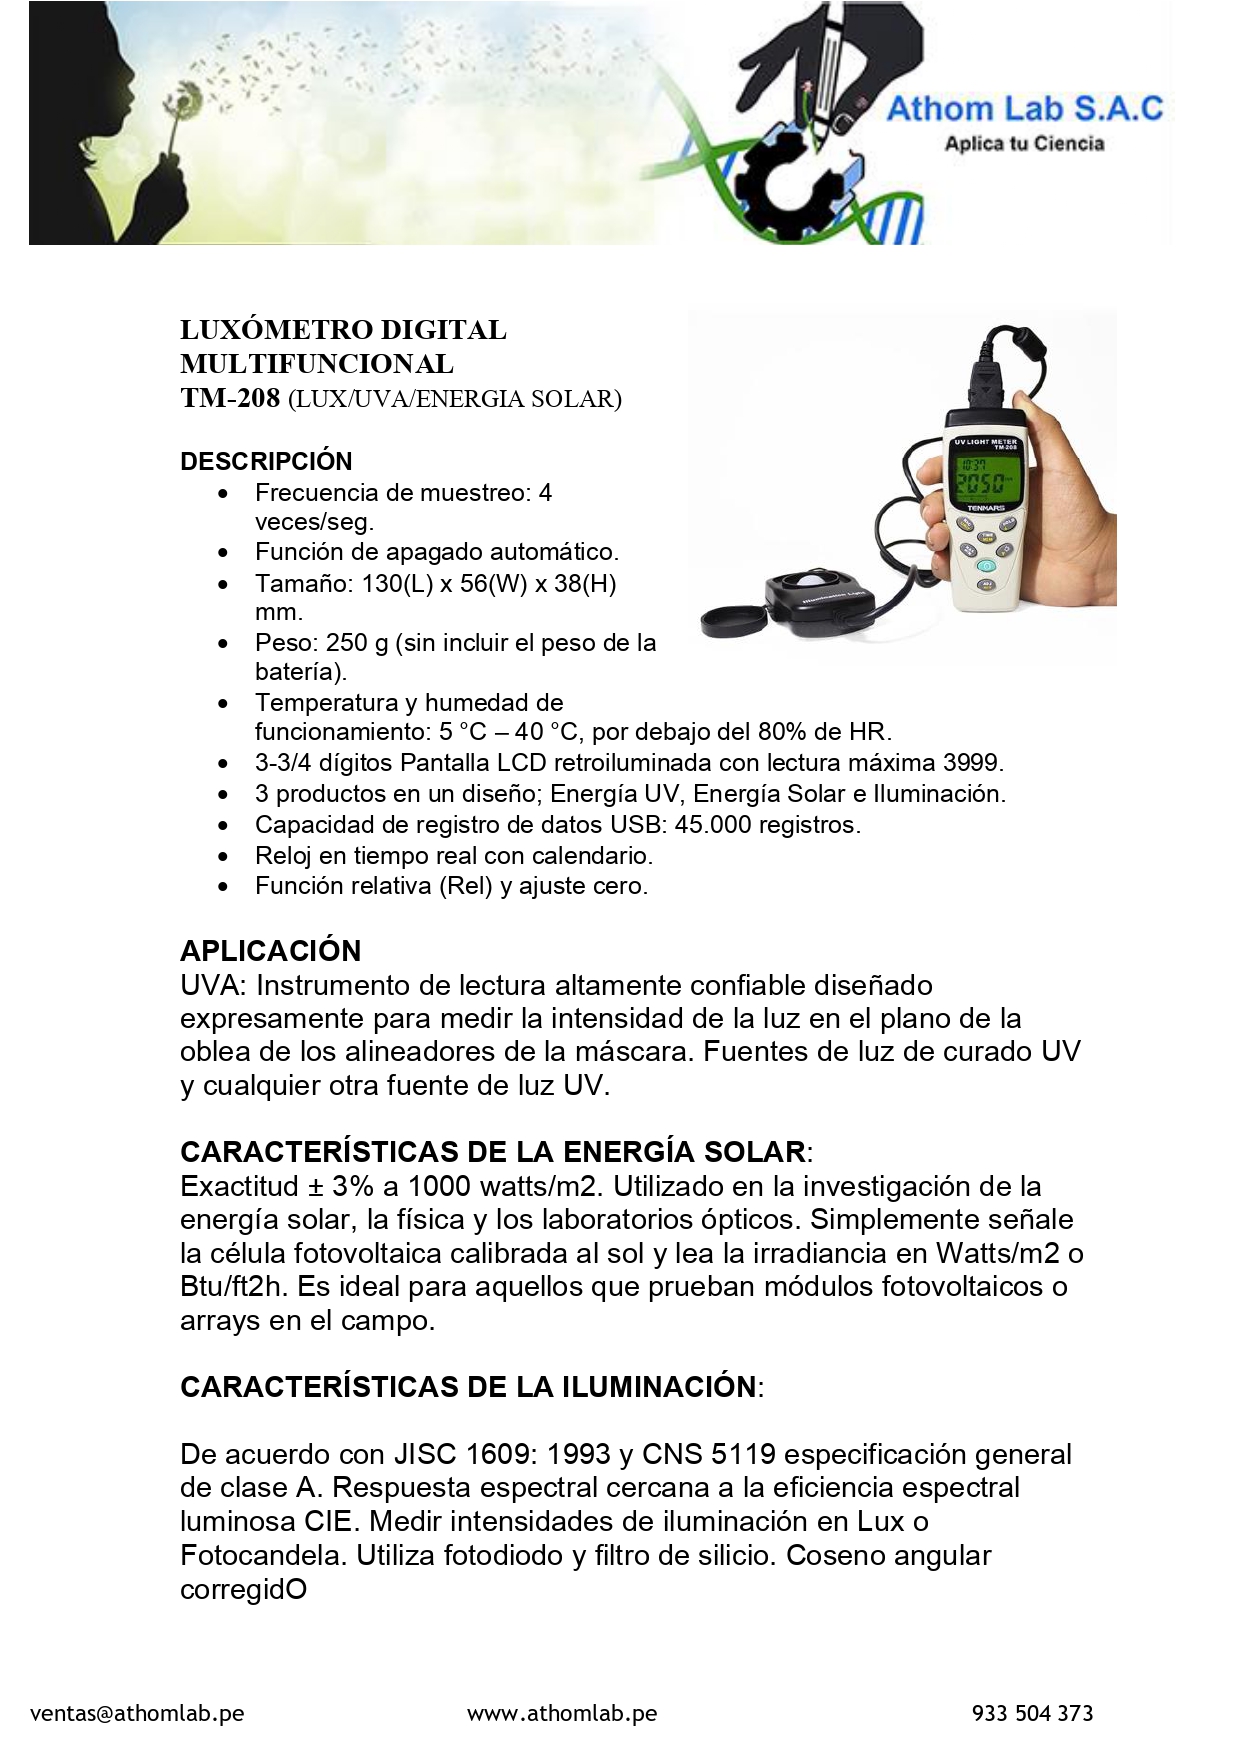 Athom Lab S.A.C
Aplica tu Ciencia
LUXÓMETRO DIGITAL
MULTIFUNCIONAL
TM-208 (LUX/UVA/ENERGIA SOLAR)
UV LIGHT METER
TM-208
10:37
2050
TENMARS
Illumination Light
DESCRIPCIÓN
• Frecuencia de muestreo: 4
veces/seg.
• Función de apagado automático.
• Tamaño: 130(L) x 56(W) x 38(H)
mm.
• Peso: 250 g (sin incluir el peso de la
batería).
• Temperatura y humedad de
funcionamiento: 5 °C – 40 °C, por debajo del 80% de HR.
• 3-3/4 dígitos Pantalla LCD retroiluminada con lectura máxima 3999.
• 3 productos en un diseño; Energía UV, Energía Solar e Iluminación.
• Capacidad de registro de datos USB: 45.000 registros.
• Reloj en tiempo real con calendario.
• Función relativa (Rel) y ajuste cero.
APLICACIÓN
UVA: Instrumento de lectura altamente confiable diseñado
expresamente para medir la intensidad de la luz en el plano de la
oblea de los alineadores de la máscara. Fuentes de luz de curado UV
y cualquier otra fuente de luz UV.
CARACTERÍSTICAS DE LA ENERGÍA SOLAR:
Exactitud ± 3% a 1000 watts/m2. Utilizado en la investigación de la
energía solar, la física y los laboratorios ópticos. Simplemente señale
la célula fotovoltaica calibrada al sol y lea la irradiancia en Watts/m2 o
Btu/ft2h. Es ideal para aquellos que prueban módulos fotovoltaicos o
arrays en el campo.
CARACTERÍSTICAS DE LA ILUMINACIÓN:
De acuerdo con JISC 1609: 1993 y CNS 5119 especificación general
de clase A. Respuesta espectral cercana a la eficiencia espectral
luminosa CIE. Medir intensidades de iluminación en Lux o
Fotocandela. Utiliza fotodiodo y filtro de silicio. Coseno angular
corregidO
ventas@athomlab.pe www.athomlab.pe 933 504 373